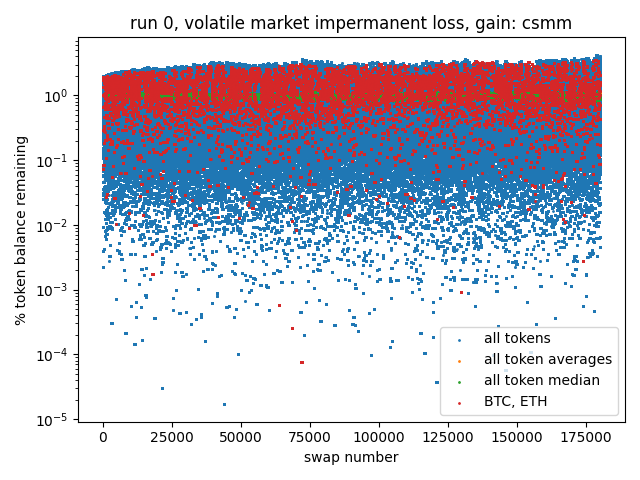 run 0, volatile market impermanent loss, gain: csmm
% token balance remaining
10⁰
10⁻¹
10⁻²
10⁻³
10⁻⁴
10⁻⁵
all tokens
all token averages
all token median
BTC, ETH
0
25000
50000
75000
100000
125000
150000
175000
swap number